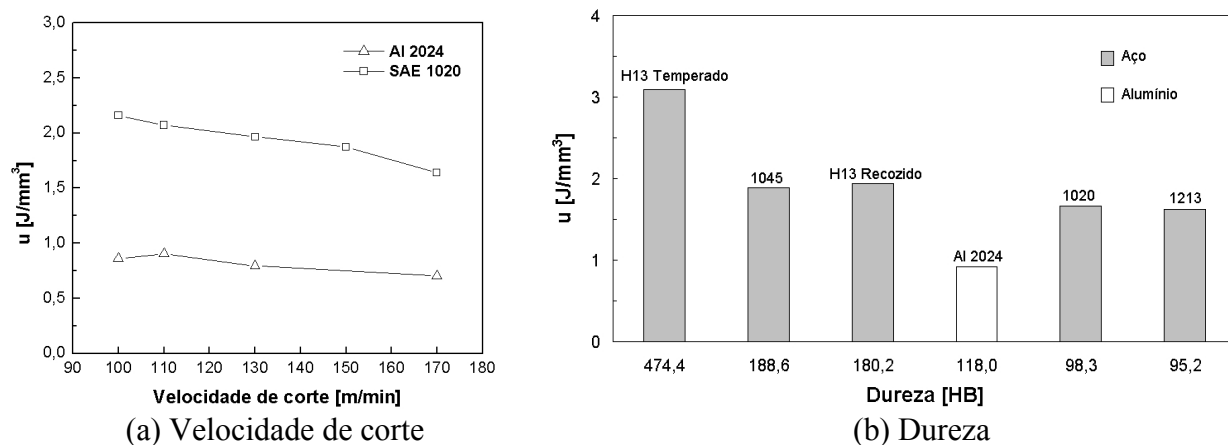 3,0
2,5
2,0
1,5
1,0
0,5
0,0
u [J/mm³]
Al 2024
SAE 1020
90 100 110 120 130 140 150 160 170 180
Velocidade de corte [m/min]
(a) Velocidade de corte
4
3
2
1
0
u [J/mm³]
Aço
Alumínio
H13 Temperado
1045
H13 Recozido
Al 2024
1020
1213
474,4 188,6 180,2 118,0 98,3 95,2
Dureza [HB]
(b) Dureza